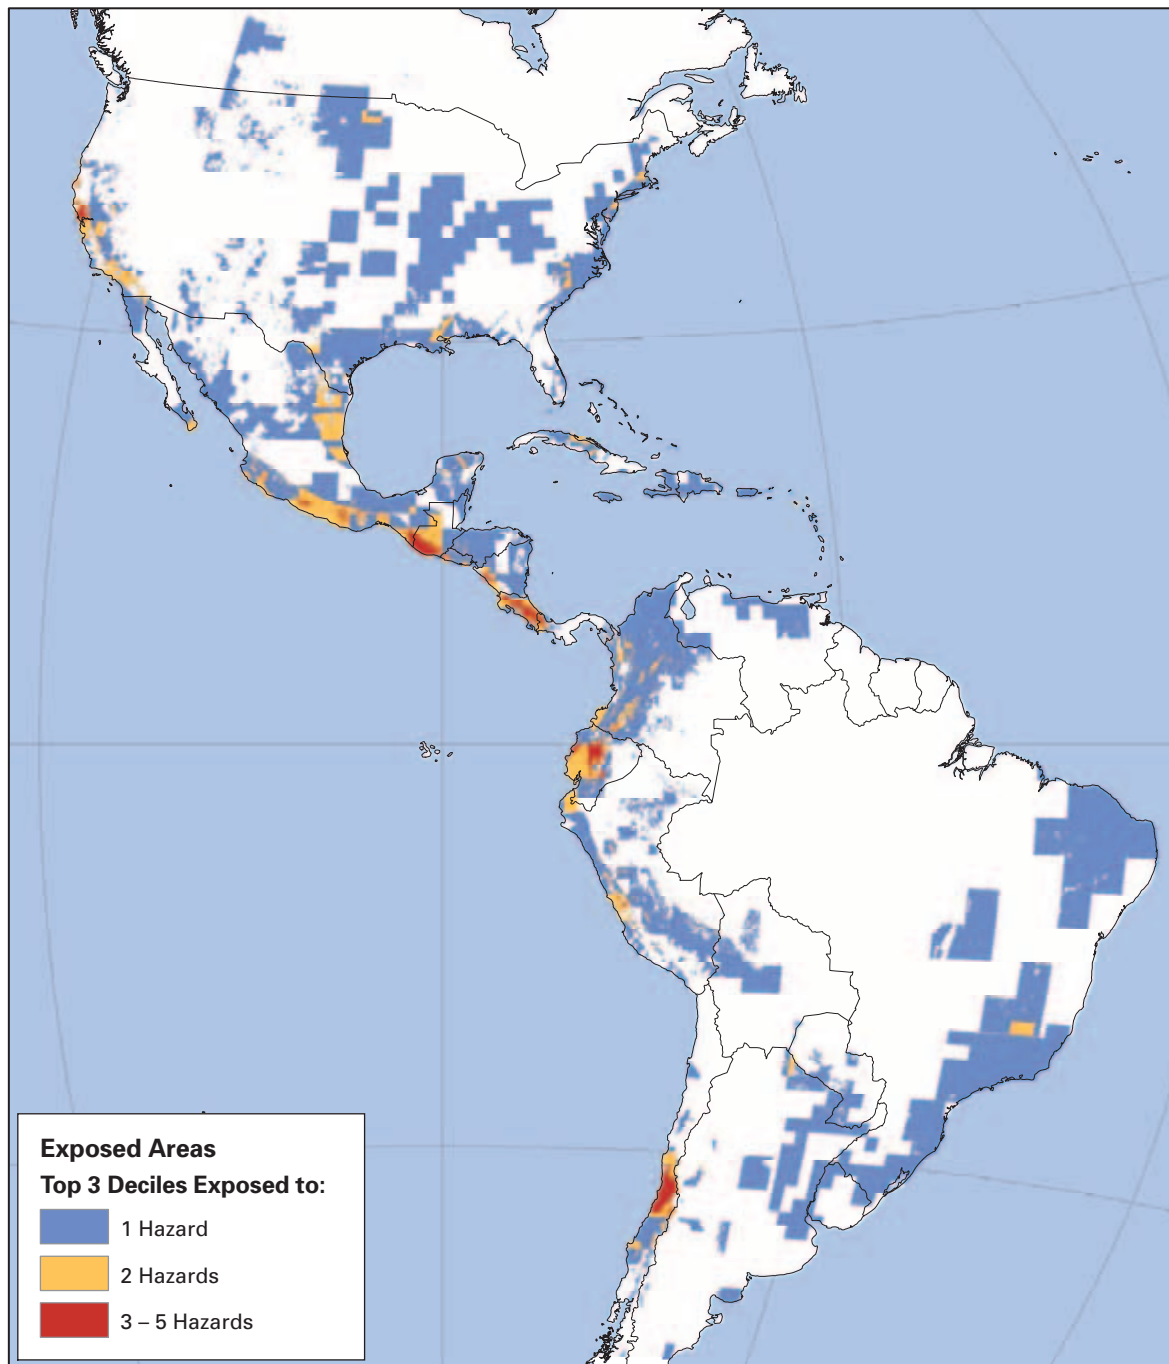 Exposed Areas
Top 3 Deciles Exposed to:
1 Hazard
2 Hazards
3 – 5 Hazards